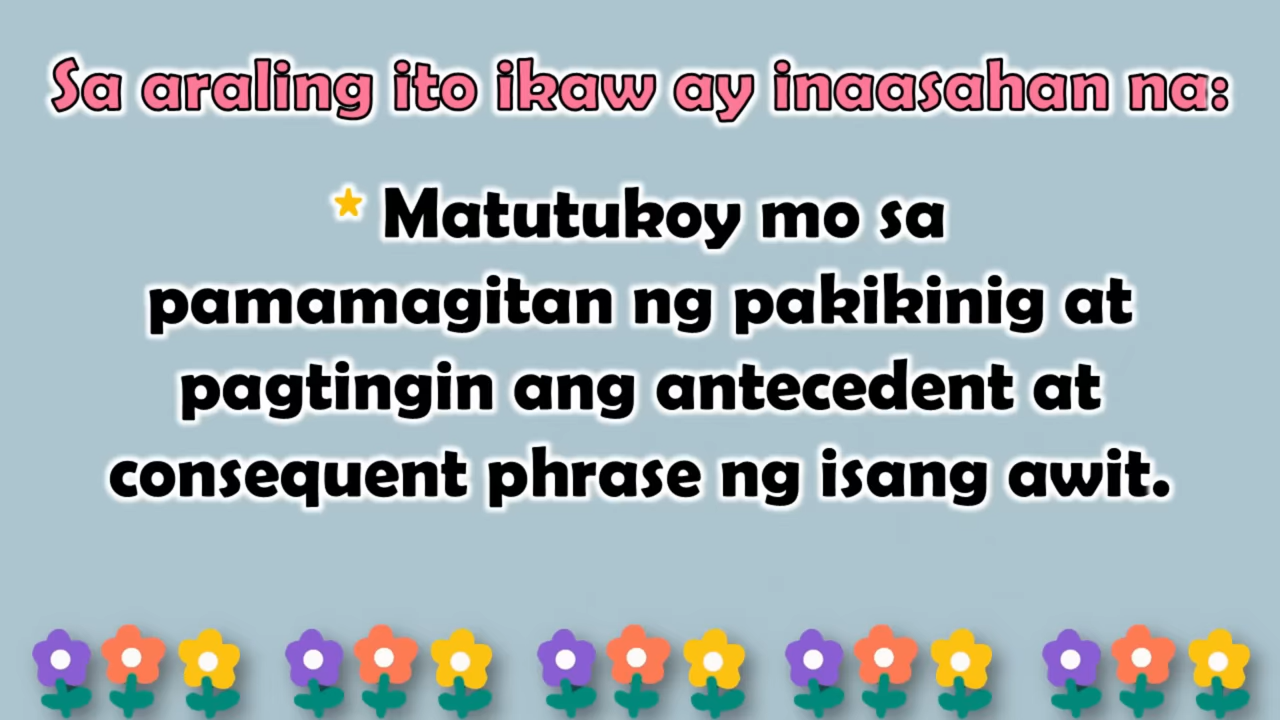 Sa araling ito ikaw ay inaasahan na:
* Matutukoy mo sa
pamamagitan ng pakikinig at
pagtingin ang antecedent at
consequent phrase ng isang awit.